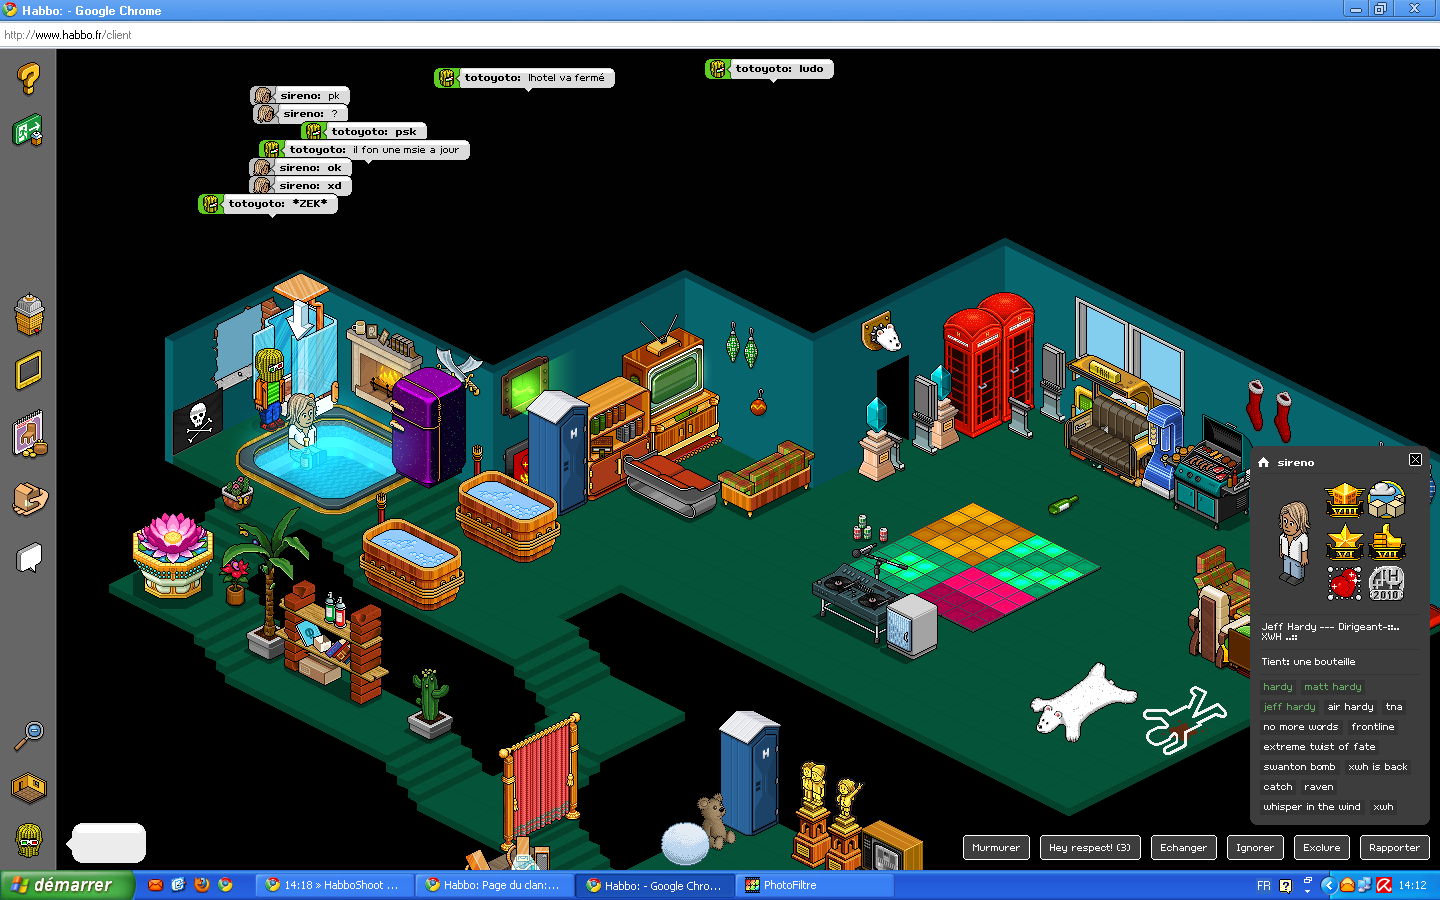 Habbo: - Google Chrome
http://www.habbo.fr/client
totoyoto: ludo
totoyoto: lhotel va fermé
sireno: pk
sireno: ?
totoyoto: psk
totoyoto: il fon une msie a jour
sireno: ok
sireno: xd
totoyoto: *ZEK*
H
H
sireno
2010
Jeff Hardy --- Dirigeant-::..
XWH ..::
Tient: une bouteille
hardy matt hardy
jeff hardy air hardy tna
no more words frontline
extreme twist of fate
swanton bomb xwh is back
catch raven
whisper in the wind xwh
Murmurer Hey respect! (3) Echanger Ignorer Exclure Rapporter
démarrer 14:18 » HabboShoot ... Habbo: Page du clan:... Habbo: - Google Chro... PhotoFiltre FR 14:12